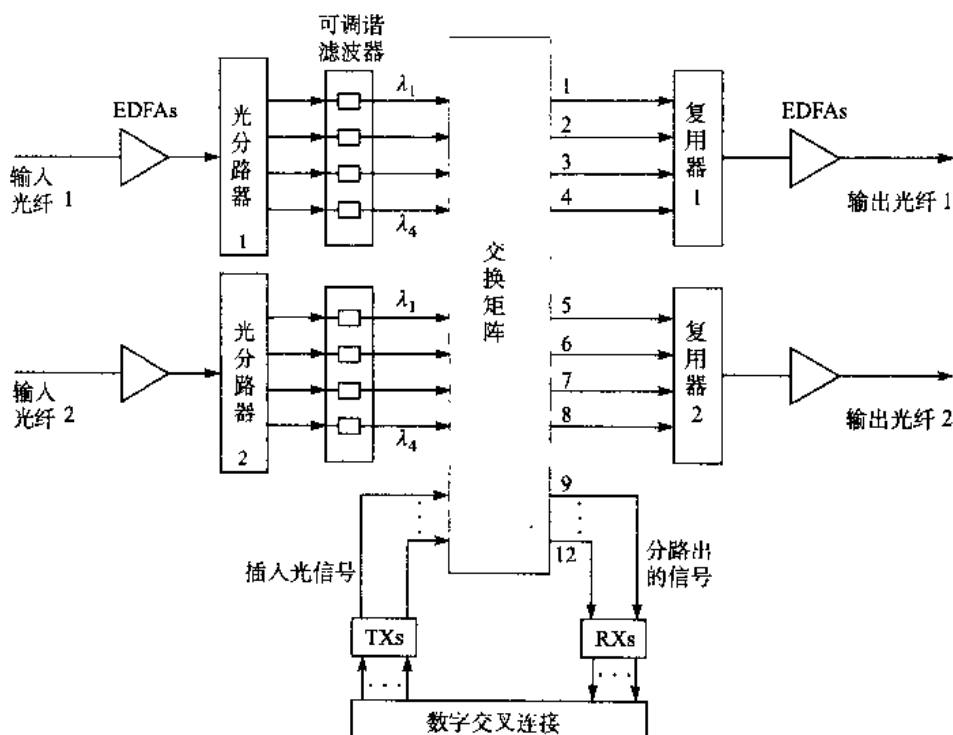 可调谐
滤波器
EDFAs
光分路器
1
λ₁
λ₄
1
2
3
4
复用器
1
EDFAs
输入
光纤 1
输出光纤 1
交换矩阵
光分路器
2
λ₁
λ₄
5
6
7
8
复用器
2
输入
光纤 2
输出光纤 2
9
12
插入光信号
分路出
的信号
TXs
RXs
数字交叉连接